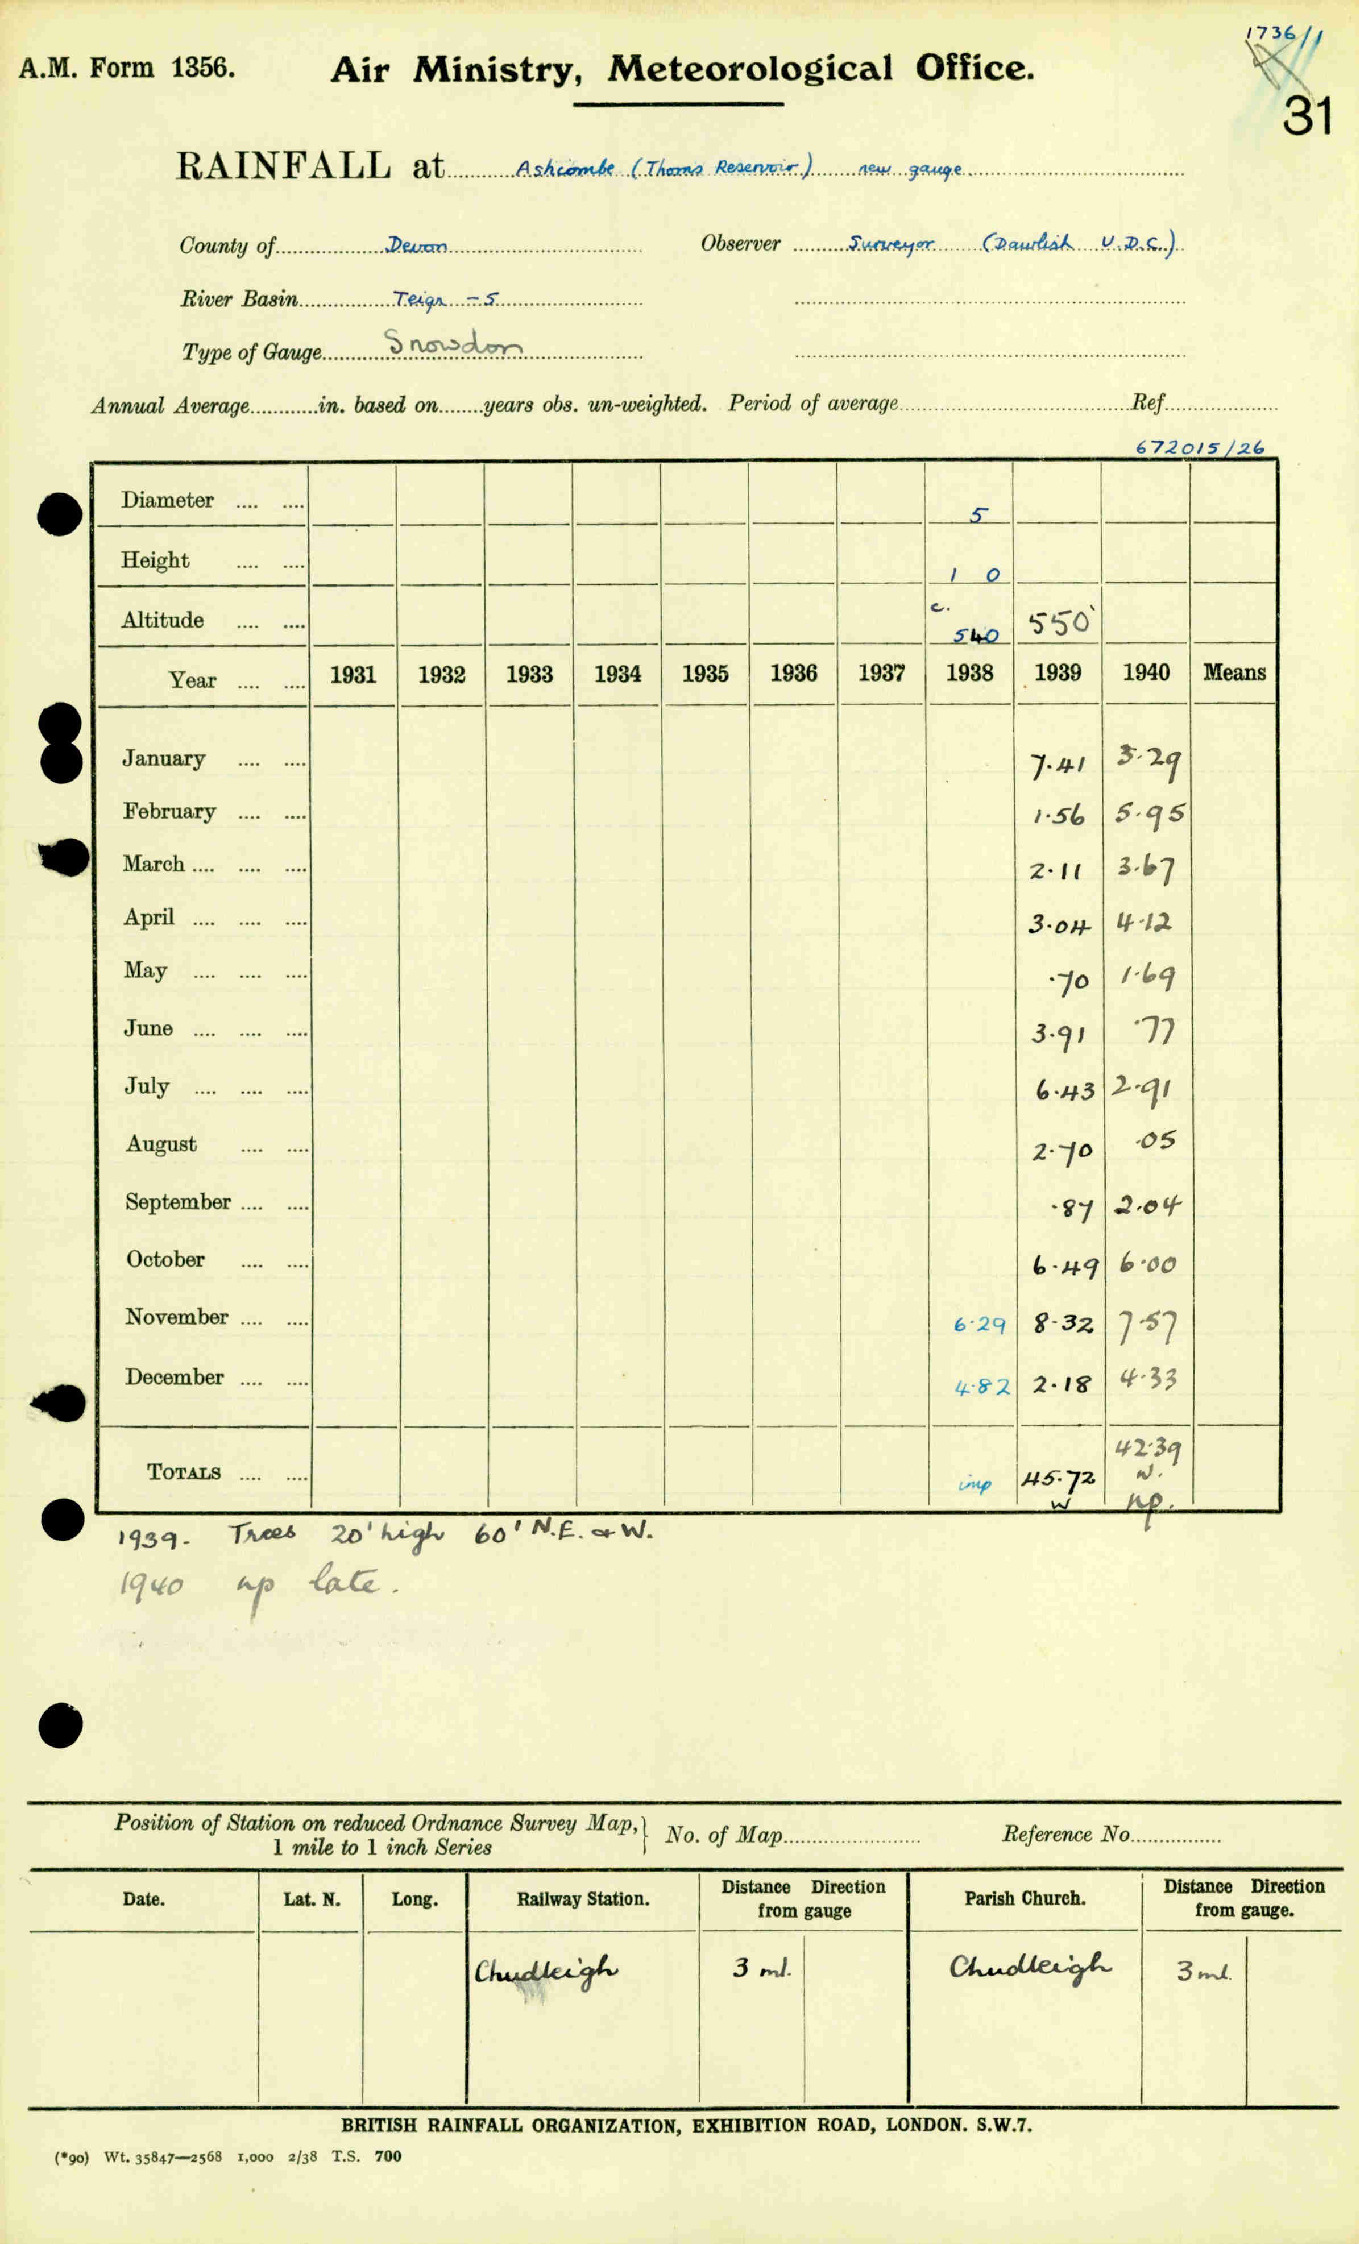 1736/1
A.M. Form 1356. Air Ministry, Meteorological Office.
31
RAINFALL at Ashcombe (Thorns Reservoir) new gauge
County of Devon Observer Surveyor (Dawlish U.D.C.)
River Basin Teign - 5
Type of Gauge Snowdon
Annual Average in. based on years obs. un-weighted. Period of average Ref.
672015/26
Diameter 5
Height 1 0
Altitude c. 540 550'
Year 1931 1932 1933 1934 1935 1936 1937 1938 1939 1940 Means
January 7.41 3.29
February 1.56 5.95
March 2.11 3.67
April 3.04 4.12
May .70 1.69
June 3.91 .77
July 6.43 2.91
August 2.70 .05
September .87 2.04
October 6.49 6.00
November 6.29 8.32 7.57
December 4.82 2.18 4.33
TOTALS imp 45.72 w 42.39 w. np.
1939. Trees 20' high 60' N.E. & W.
1940 np late.
Position of Station on reduced Ordnance Survey Map, 1 mile to 1 inch Series } No. of Map Reference No.
Date. Lat. N. Long. Railway Station. Distance Direction from gauge Parish Church. Distance Direction from gauge.
Chudleigh 3 ml. Chudleigh 3 ml.
BRITISH RAINFALL ORGANIZATION, EXHIBITION ROAD, LONDON. S.W.7.
(*90) Wt. 35847—2568 1,000 2/38 T.S. 700